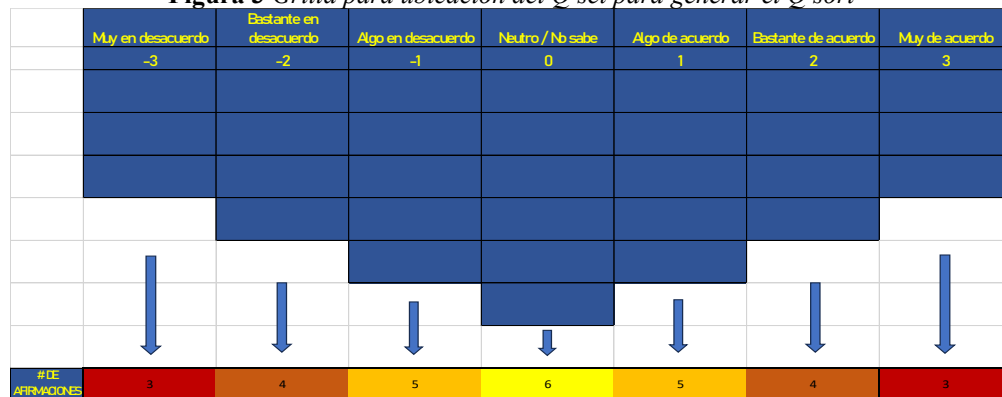 Figura 3 Grilla para ubicación del Q set para generar el Q sort
Muy en desacuerdo Bastante en desacuerdo Algo en desacuerdo Neutro / No sabe Algo de acuerdo Bastante de acuerdo Muy de acuerdo
-3 -2 -1 0 1 2 3
# DE AFIRMACIONES 3 4 5 6 5 4 3